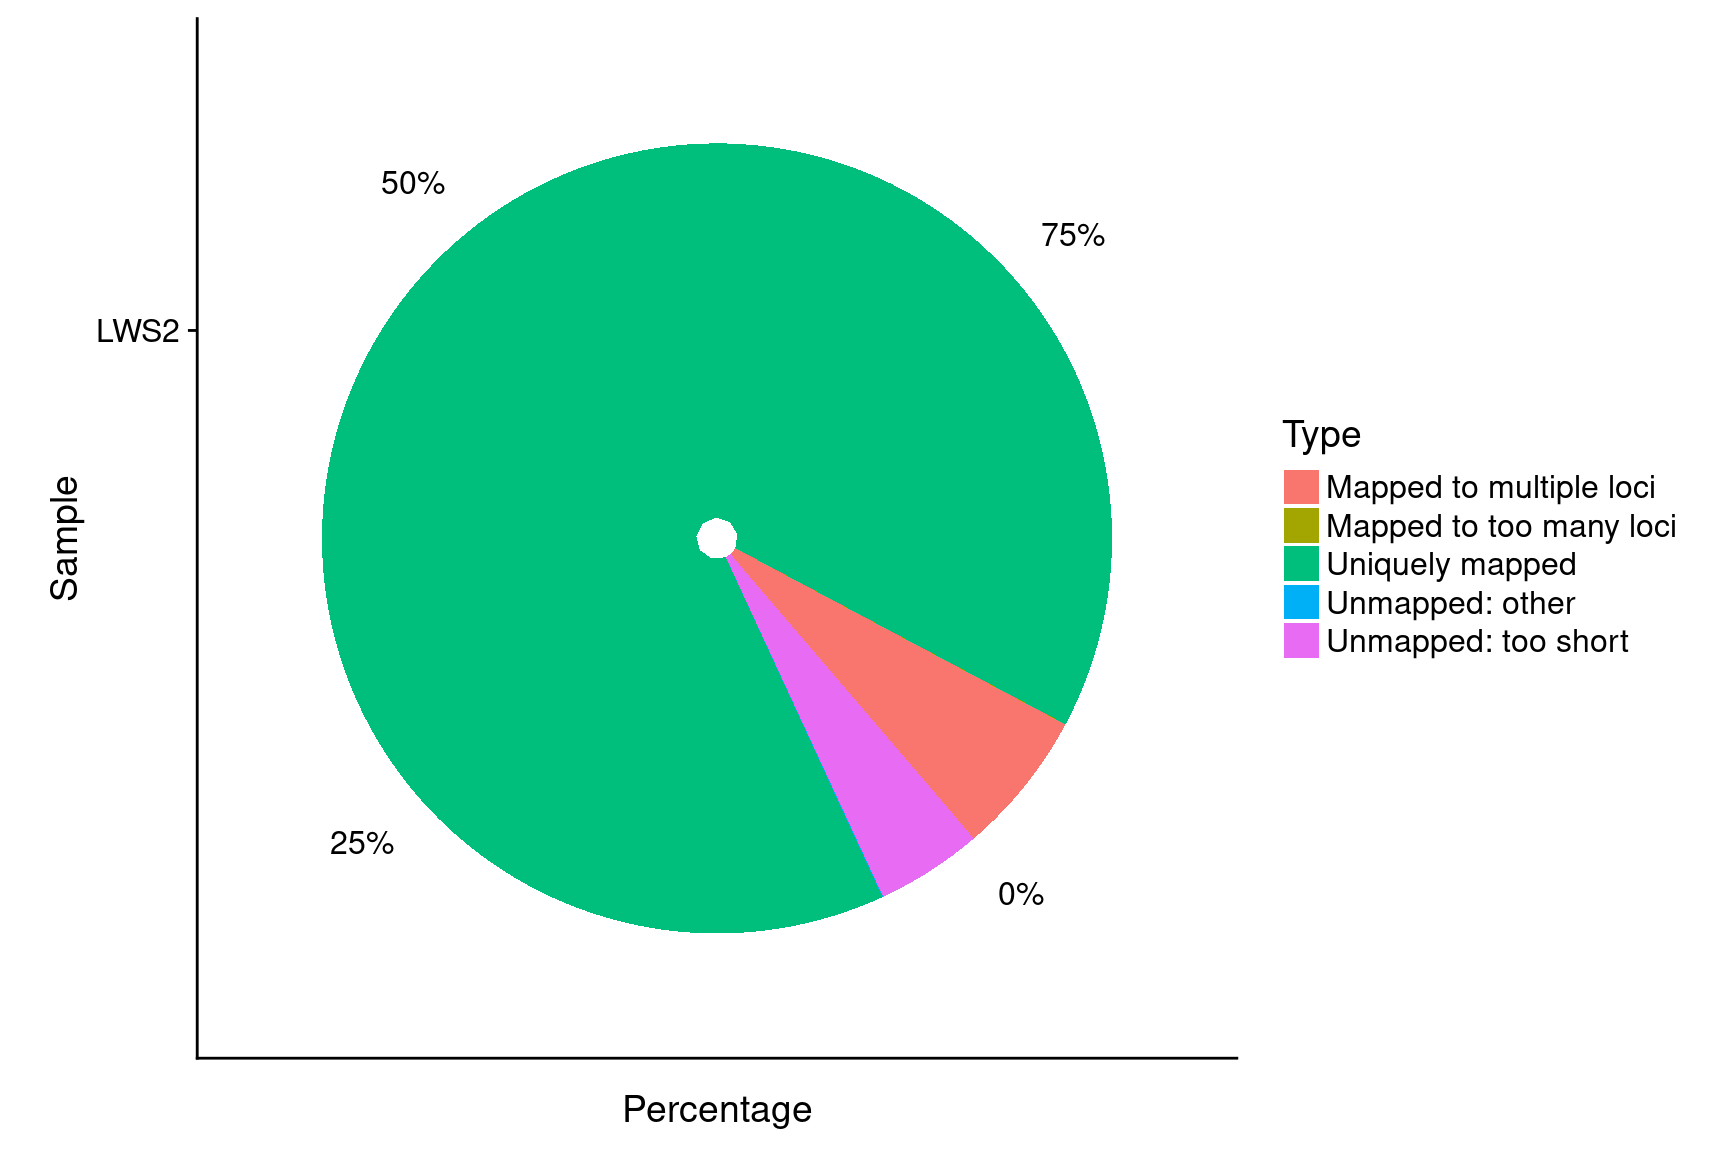 50%
75%
LWS2
Sample
25%
0%
Percentage
Type
Mapped to multiple loci
Mapped to too many loci
Uniquely mapped
Unmapped: other
Unmapped: too short